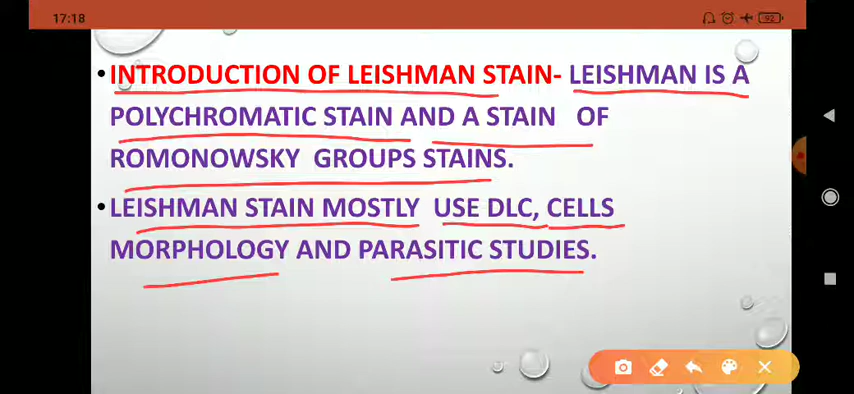 17:18
92
•INTRODUCTION OF LEISHMAN STAIN- LEISHMAN IS A
POLYCHROMATIC STAIN AND A STAIN OF
ROMONOWSKY GROUPS STAINS.
•LEISHMAN STAIN MOSTLY USE DLC, CELLS
MORPHOLOGY AND PARASITIC STUDIES.